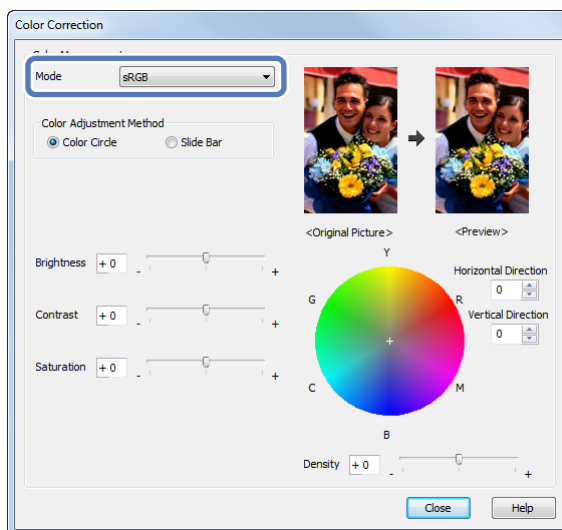 Color Correction
Mode
sRGB
Color Adjustment Method
Color Circle
Slide Bar
<Original Picture>
<Preview>
Brightness
+ 0
-
+
Contrast
+ 0
-
+
Saturation
+ 0
-
+
Y
G
R
C
M
B
Horizontal Direction
0
Vertical Direction
0
Density
+ 0
-
+
Close
Help